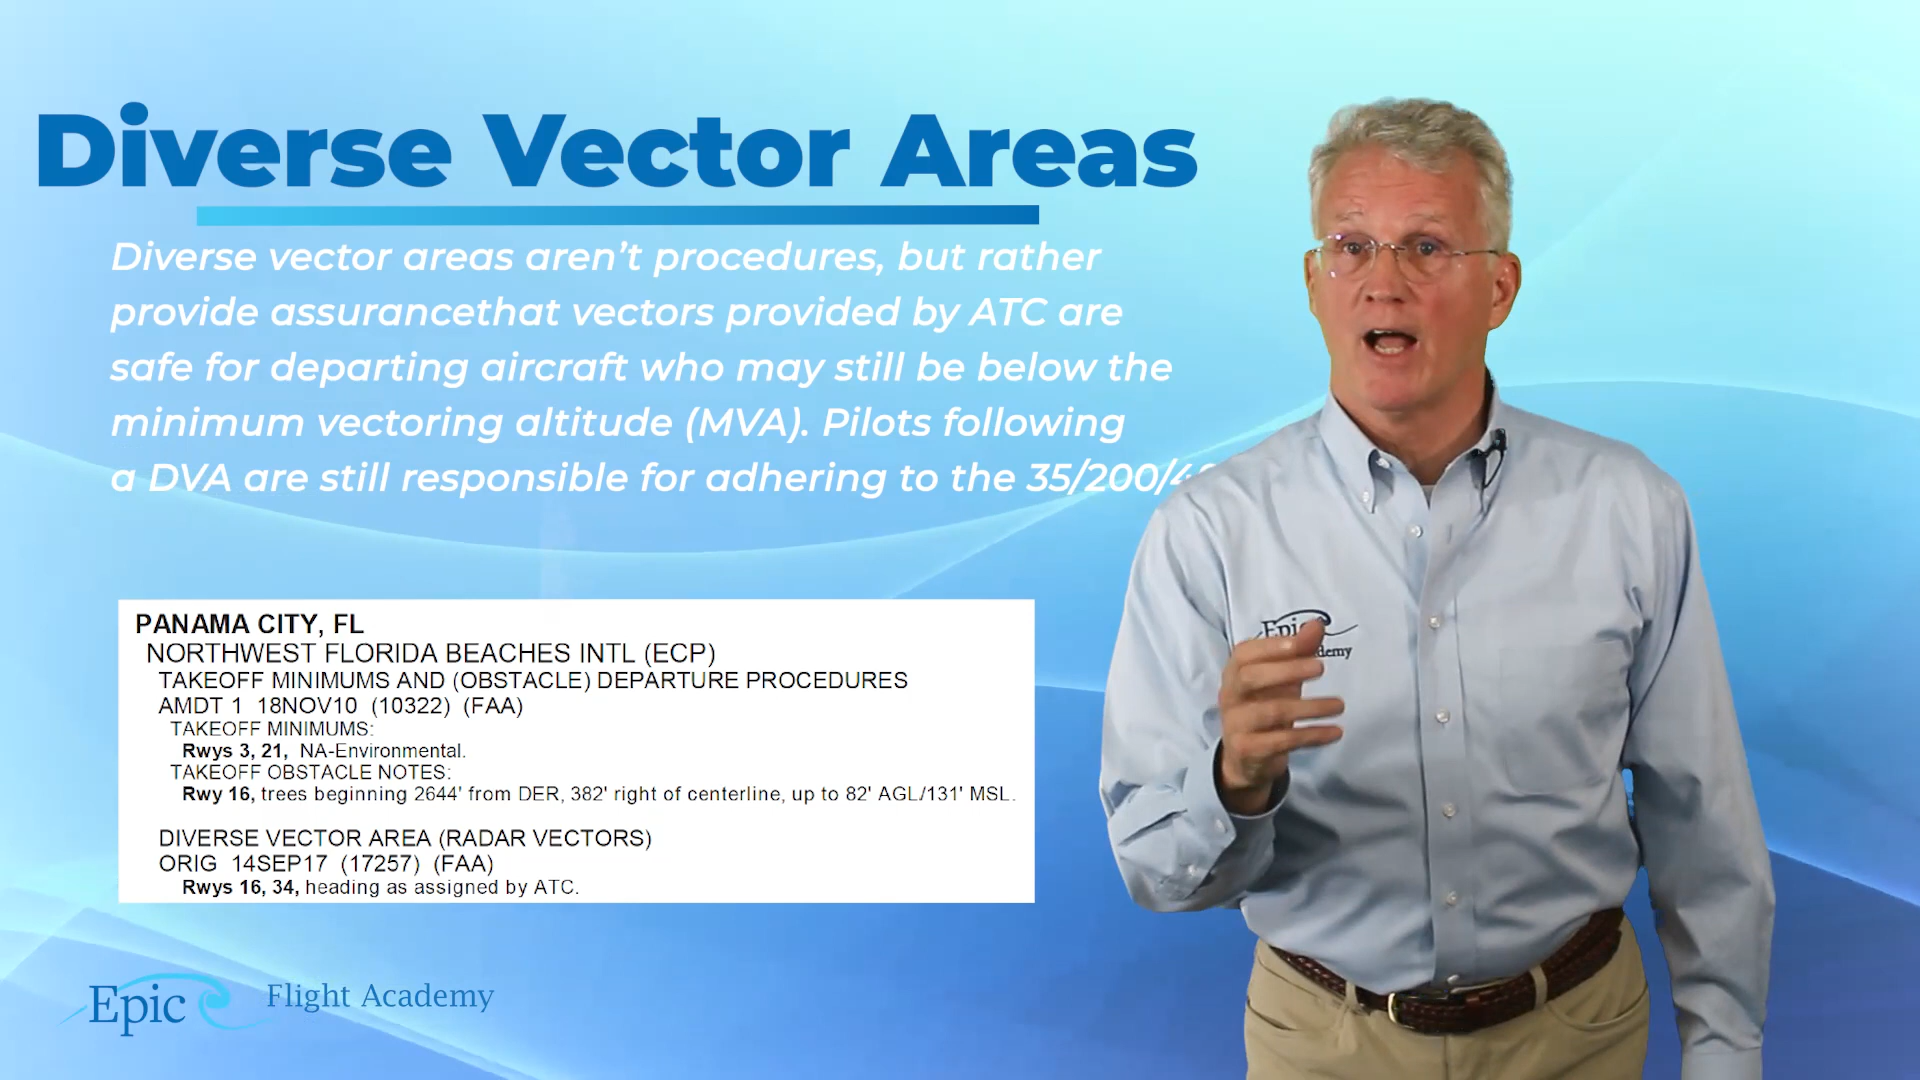 Diverse Vector Areas
Diverse vector areas aren't procedures, but rather
provide assurancethat vectors provided by ATC are
safe for departing aircraft who may still be below the
minimum vectoring altitude (MVA). Pilots following
a DVA are still responsible for adhering to the 35/200/4
PANAMA CITY, FL
NORTHWEST FLORIDA BEACHES INTL (ECP)
TAKEOFF MINIMUMS AND (OBSTACLE) DEPARTURE PROCEDURES
AMDT 1 18NOV10 (10322) (FAA)
TAKEOFF MINIMUMS:
Rwys 3, 21, NA-Environmental.
TAKEOFF OBSTACLE NOTES:
Rwy 16, trees beginning 2644' from DER, 382' right of centerline, up to 82' AGL/131' MSL.
DIVERSE VECTOR AREA (RADAR VECTORS)
ORIG 14SEP17 (17257) (FAA)
Rwys 16, 34, heading as assigned by ATC.
Epic Flight Academy
Epic
demy